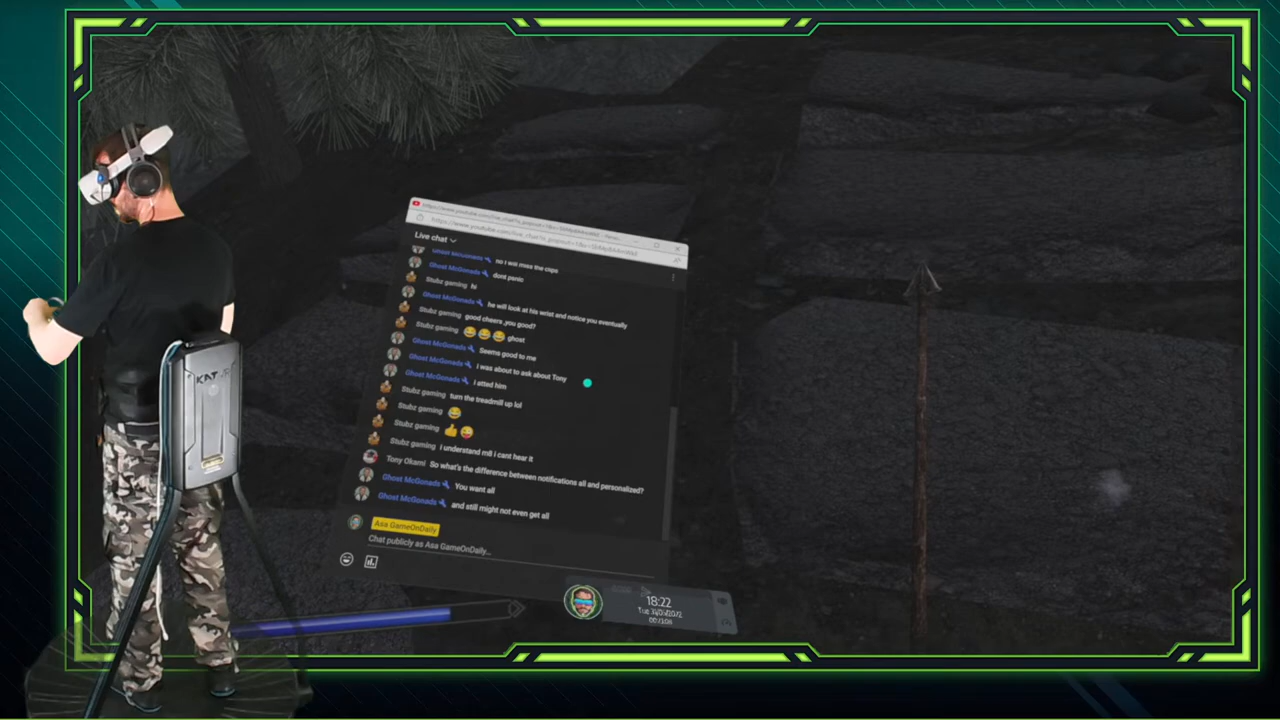 Live chat
Ghost McGonads no I will miss the cops
Ghost McGonads dont panic
Stubz gaming hi
Ghost McGonads he will look at his wrist and notice you eventually
Stubz gaming good cheers ,you good?
Stubz gaming 😂😂😂 ghost
Ghost McGonads Seems good to me
Ghost McGonads I was about to ask about Tony
Ghost McGonads I atted him
Stubz gaming turn the treadmill up lol
Stubz gaming 😂
Stubz gaming 👍😜
Stubz gaming I understand m8 i cant hear it
Tony Okami So what's the difference between notifications all and personalized?
Ghost McGonads You want all
Ghost McGonads and still might not even get all
Asa GameOnDaily
Chat publicly as Asa GameOnDaily...
KAT
18:22